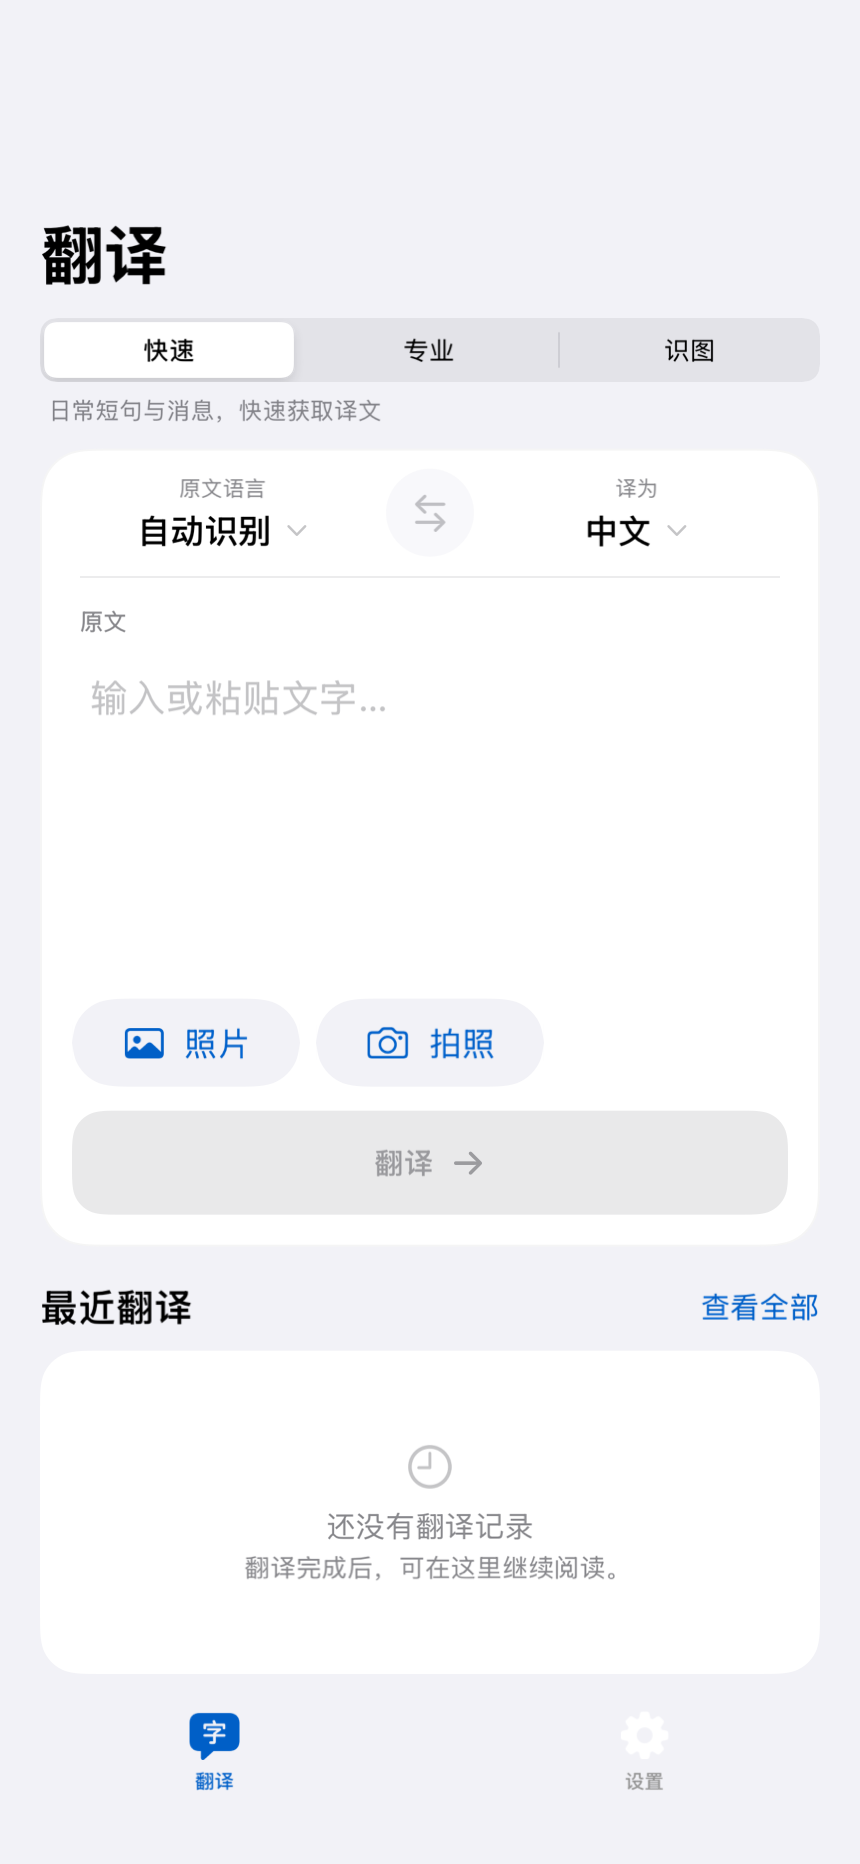 翻译
快速
专业
识图
日常短句与消息，快速获取译文
原文语言
译为
自动识别
中文
原文
输入或粘贴文字...
照片
拍照
翻译 →
最近翻译
查看全部
还没有翻译记录
翻译完成后，可在这里继续阅读。
字
翻译
设置